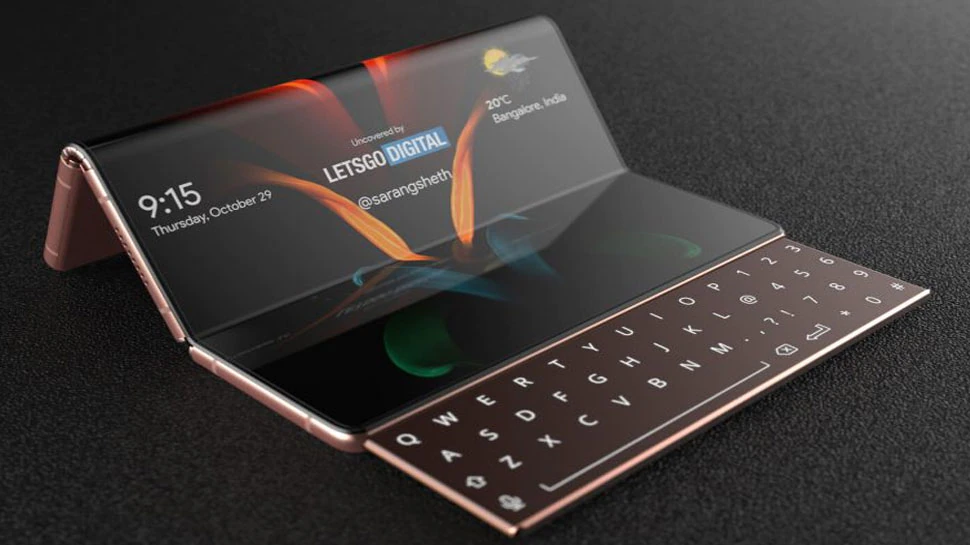 9:15
Thursday, October 29
Uncovered by
LETSGO DIGITAL
@sarangsheth
20°C
Bangalore, India
Q W E R T Y U I O P 1 2 3
A S D F G H J K L @ 4 5 6
Z X C V B N M . , ? ! 7 8 9
* 0 #